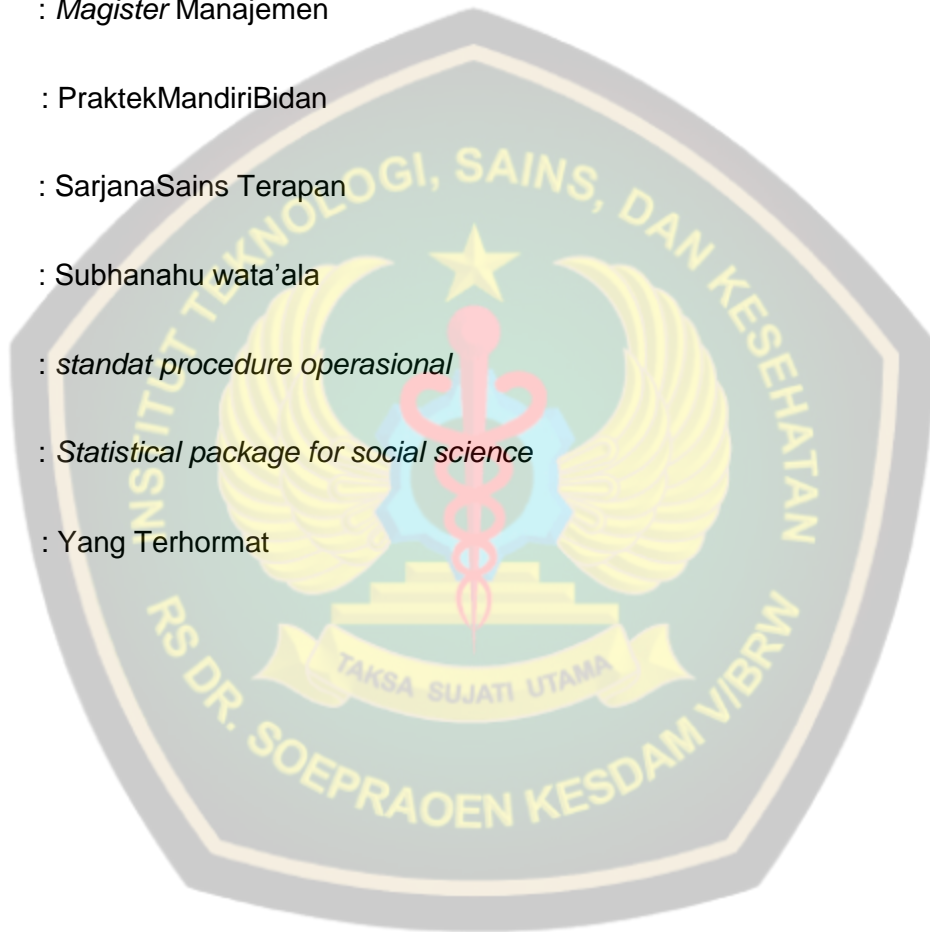 : Magister Manajemen
: PraktekMandiriBidan
: SarjanaSains Terapan
: Subhanahu wata’ala
: standat procedure operasional
: Statistical package for social science
: Yang Terhormat
INSTITUT TEKNOLOGI, SAINS, DAN KESEHATAN
TAKSA SUJATI UTAMA
RS DR. SOEPRAOEN KESDAM V/BRW